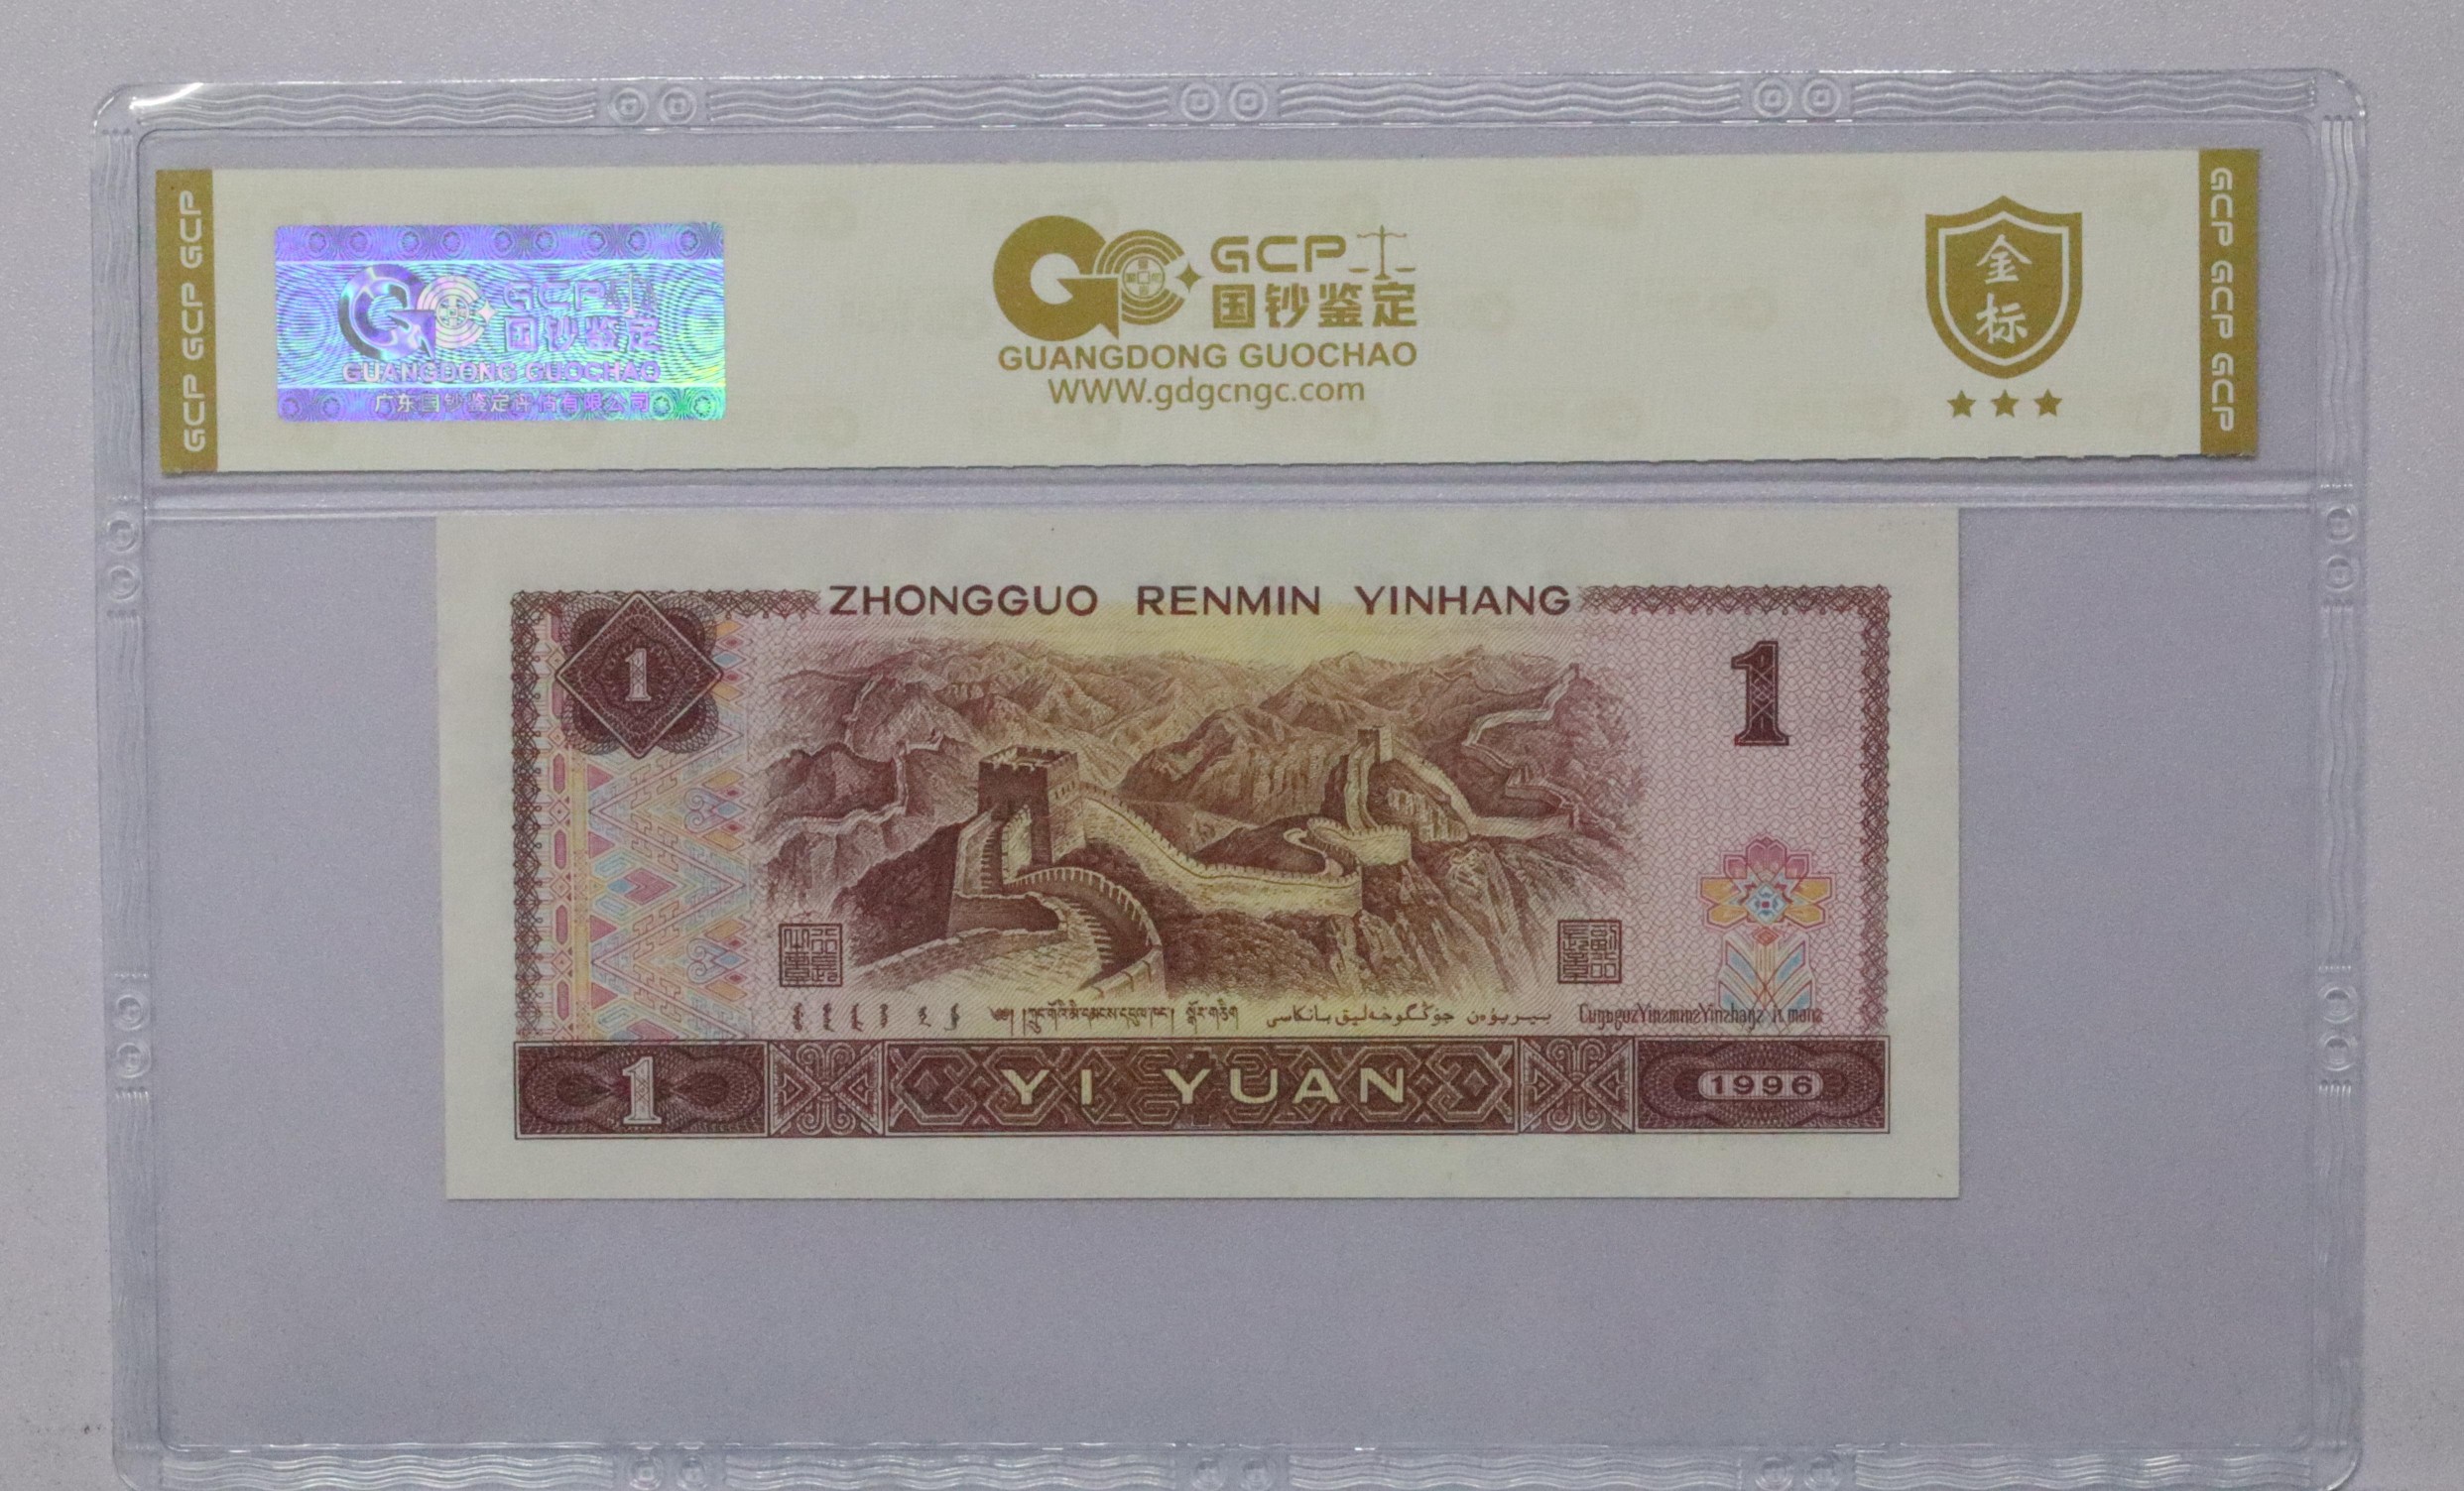 GCP GCP GCP
GCP
国钞鉴定
GUANGDONG GUOCHAO
广东国钞鉴定评估有限公司
GCP
国钞鉴定
GUANGDONG GUOCHAO
WWW.gdgcngc.com
金
标
GCP GCP GCP
ZHONGGUO RENMIN YINHANG
1
1
1
YI YUAN
1996